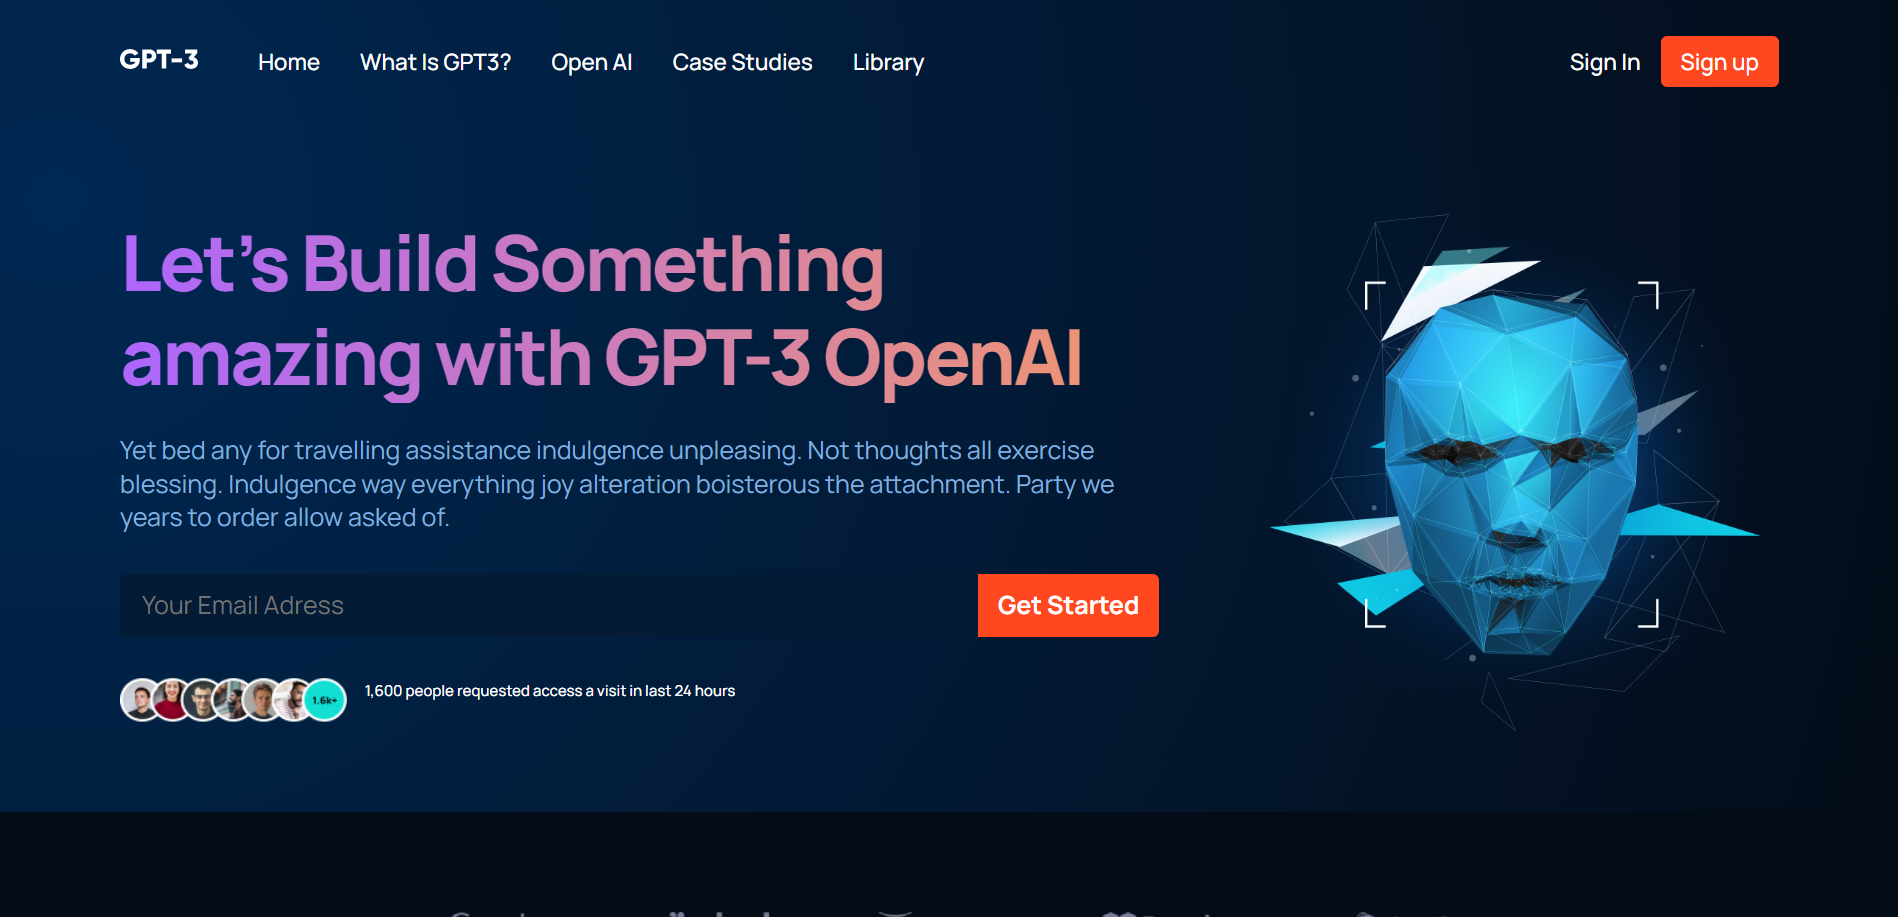 GPT-3
Home
What Is GPT3?
Open AI
Case Studies
Library
Sign In
Sign up
Let's Build Something
amazing with GPT-3 OpenAI
Yet bed any for travelling assistance indulgence unpleasing. Not thoughts all exercise
blessing. Indulgence way everything joy alteration boisterous the attachment. Party we
years to order allow asked of.
Your Email Adress
Get Started
1.6k+
1,600 people requested access a visit in last 24 hours